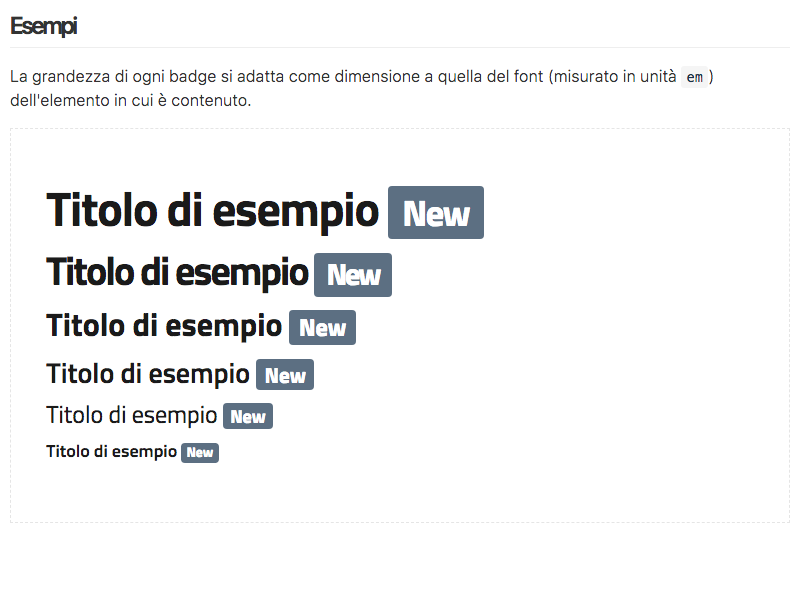 Esempi
La grandezza di ogni badge si adatta come dimensione a quella del font (misurato in unità em )
dell'elemento in cui è contenuto.
Titolo di esempio New
Titolo di esempio New
Titolo di esempio New
Titolo di esempio New
Titolo di esempio New
Titolo di esempio New